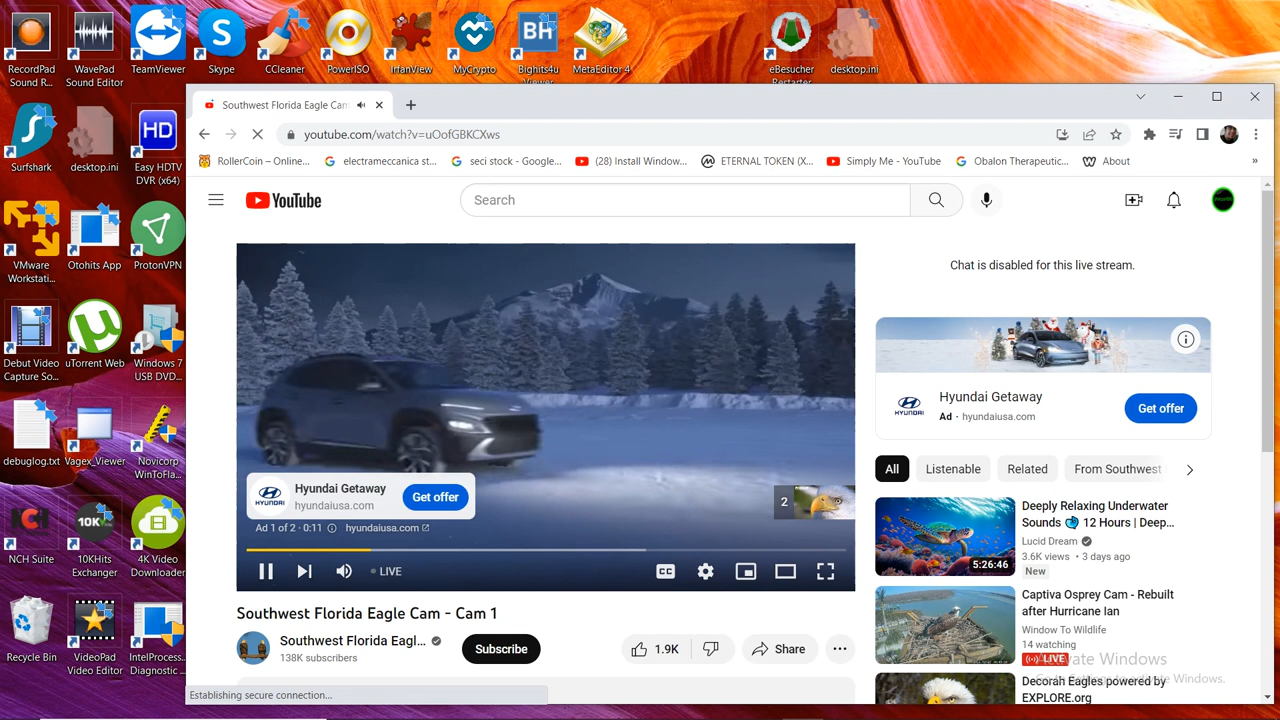 RecordPad
Sound R...
WavePad
Sound Editor
TeamViewer
Skype
CCleaner
PowerISO
IrfanView
MyCrypto
BH
Bighits4u
Viewer
MetaEditor 4
eBesucher
Restarter
desktop.ini
Surfshark
desktop.ini
HD
Easy HDTV
DVR (x64)
VMware
Workstati...
Otohits App
ProtonVPN
Debut Video
Capture So...
uTorrent Web
Windows 7
USB DVD...
debuglog.txt
Vagex_Viewer
Novicorp
WinToFla...
NCH Suite
10KHits
Exchanger
4K Video
Downloader
Recycle Bin
VideoPad
Video Editor
IntelProcess...
Diagnostic ...
Southwest Florida Eagle Cam
youtube.com/watch?v=uOofGBKCXws
RollerCoin – Online...
electrameccanica st...
seci stock - Google...
(28) Install Window...
ETERNAL TOKEN (X...
Simply Me - YouTube
Obalon Therapeutic...
About
»
YouTube
Search
Chat is disabled for this live stream.
HYUNDAI
Hyundai Getaway
Ad · hyundaiusa.com
Get offer
HYUNDAI
Hyundai Getaway
hyundaiusa.com
Get offer
2
Ad 1 of 2 · 0:11
hyundaiusa.com
LIVE
CC
All
Listenable
Related
From Southwest
Deeply Relaxing Underwater
Sounds 12 Hours | Deep...
Lucid Dream
3.6K views • 3 days ago
New
5:26:46
Captiva Osprey Cam - Rebuilt
after Hurricane Ian
Window To Wildlife
14 watching
LIVE
Decorah Eagles powered by
EXPLORE.org
Activate Windows
Southwest Florida Eagle Cam - Cam 1
Southwest Florida Eagl...
138K subscribers
Subscribe
1.9K
Share
Establishing secure connection...